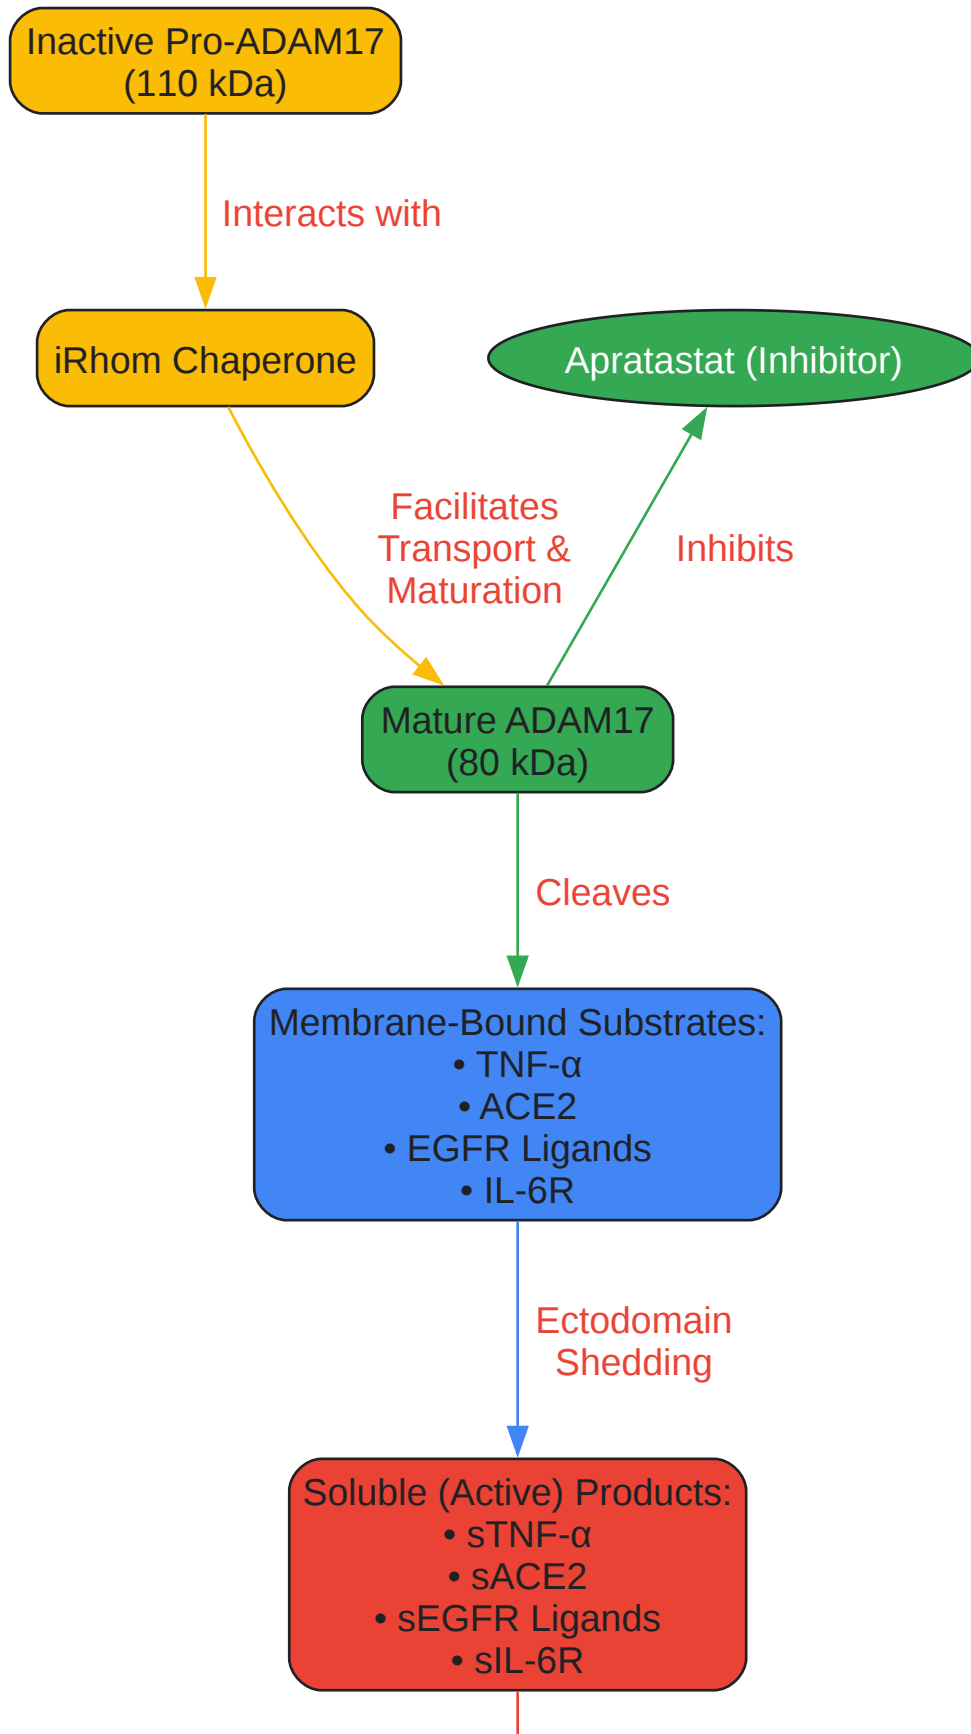 Inactive Pro-ADAM17
(110 kDa)
Interacts with
iRhom Chaperone
Apratastat (Inhibitor)
Facilitates
Transport &
Maturation
Inhibits
Mature ADAM17
(80 kDa)
Cleaves
Membrane-Bound Substrates:
• TNF-α
• ACE2
• EGFR Ligands
• IL-6R
Ectodomain
Shedding
Soluble (Active) Products:
• sTNF-α
• sACE2
• sEGFR Ligands
• sIL-6R